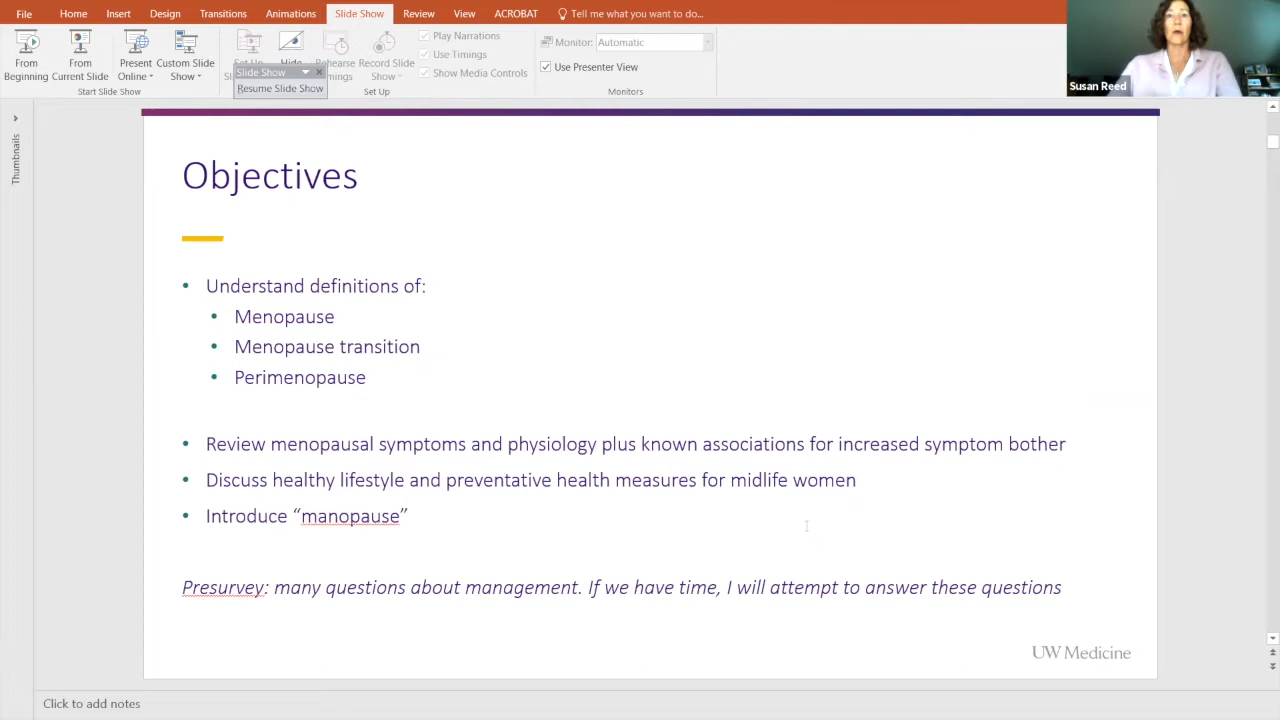 File Home Insert Design Transitions Animations Slide Show Review View ACROBAT Tell me what you want to do...
From Beginning
From Current Slide
Present Online
Custom Slide Show
Start Slide Show
Hide
Record Slide Show
Set Up
Slide Show
Resume Slide Show
Play Narrations
Use Timings
Show Media Controls
Monitor: Automatic
Use Presenter View
Monitors
Susan Reed
Thumbnails
Objectives
• Understand definitions of:
• Menopause
• Menopause transition
• Perimenopause
• Review menopausal symptoms and physiology plus known associations for increased symptom bother
• Discuss healthy lifestyle and preventative health measures for midlife women
• Introduce “manopause”
Presurvey: many questions about management. If we have time, I will attempt to answer these questions
UW Medicine
Click to add notes